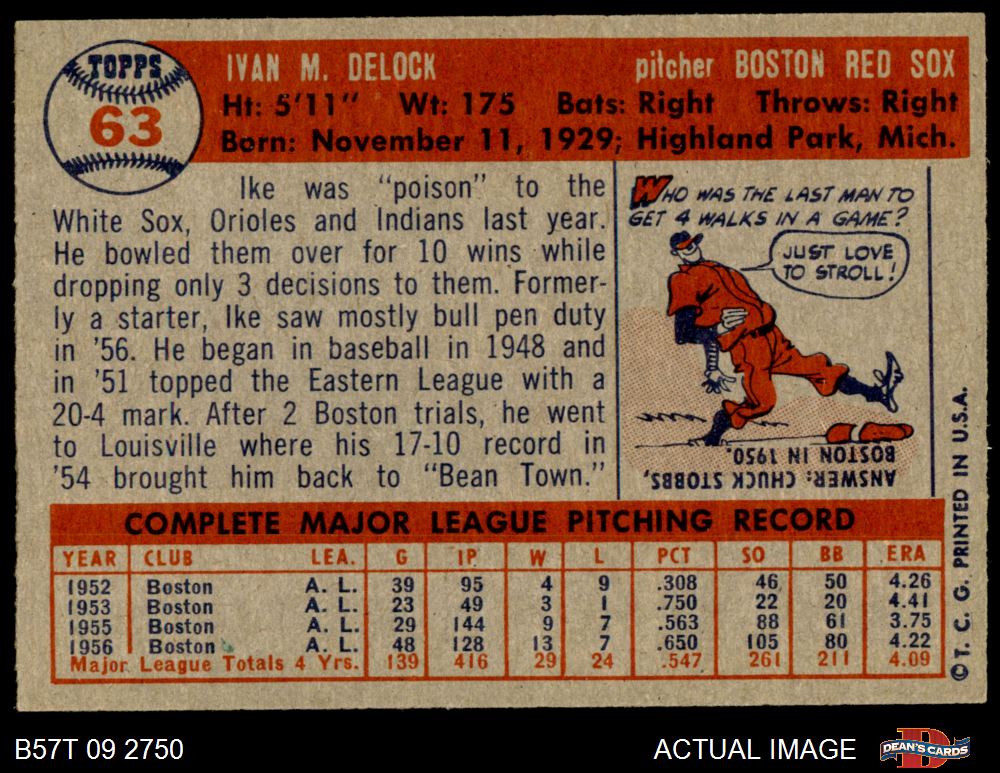 TOPPS
63
IVAN M. DELOCK pitcher BOSTON RED SOX
Ht: 5'11" Wt: 175 Bats: Right Throws: Right
Born: November 11, 1929; Highland Park, Mich.
Ike was "poison" to the
White Sox, Orioles and Indians last year.
He bowled them over for 10 wins while
dropping only 3 decisions to them. Former-
ly a starter, Ike saw mostly bull pen duty
in '56. He began in baseball in 1948 and
in '51 topped the Eastern League with a
20-4 mark. After 2 Boston trials, he went
to Louisville where his 17-10 record in
'54 brought him back to "Bean Town."
WHO WAS THE LAST MAN TO
GET 4 WALKS IN A GAME?
JUST LOVE
TO STROLL!
ANSWER: CHUCK STOBBS,
BOSTON IN 1950.
COMPLETE MAJOR LEAGUE PITCHING RECORD
YEAR CLUB LEA. G IP W L PCT SO BB ERA
1952 Boston A. L. 39 95 4 9 .308 46 50 4.26
1953 Boston A. L. 23 49 3 1 .750 22 20 4.41
1955 Boston A. L. 29 144 9 7 .563 88 61 3.75
1956 Boston A. L. 48 128 13 7 .650 105 80 4.22
Major League Totals 4 Yrs. 139 416 29 24 .547 261 211 4.09
© T. C. G. PRINTED IN U.S.A.
B57T 09 2750 ACTUAL IMAGE DEAN'S CARDS